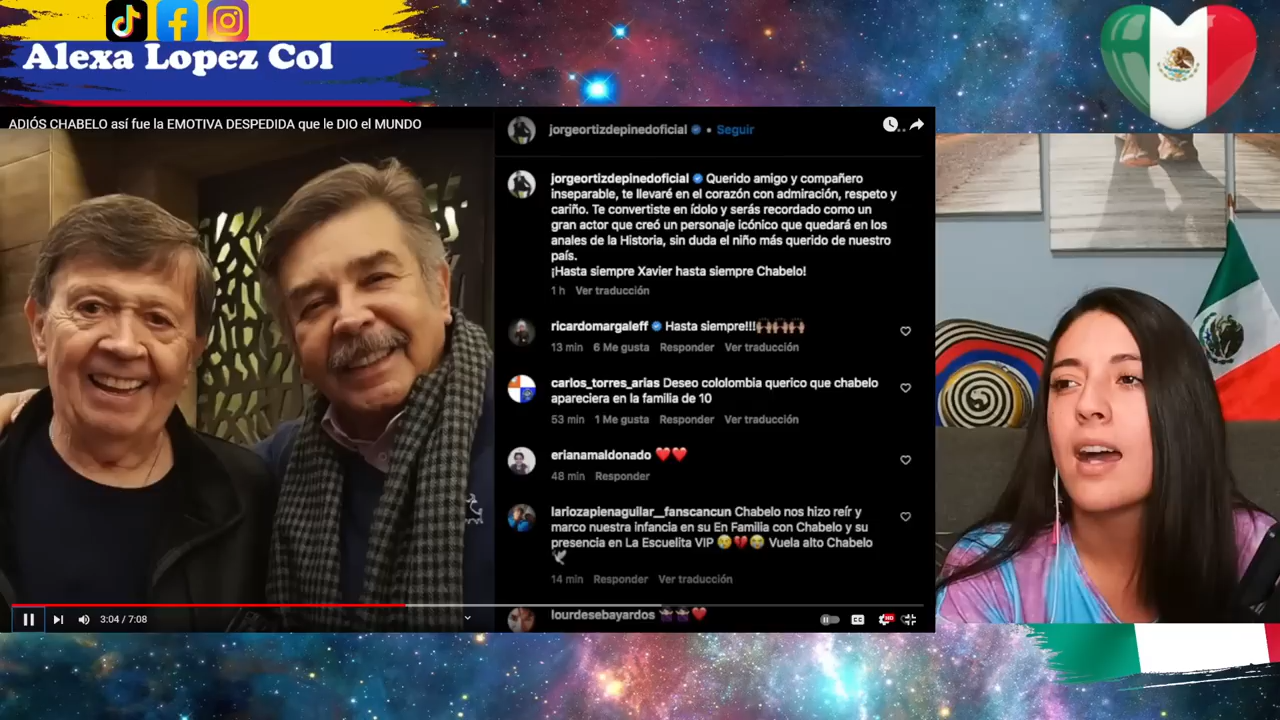 Alexa Lopez Col
ADIÓS CHABELO así fue la EMOTIVA DESPEDIDA que le DIO el MUNDO
jorgeortizdepinedoficial • Seguir
jorgeortizdepinedoficial Querido amigo y compañero
inseparable, te llevaré en el corazón con admiración, respeto y
cariño. Te convertiste en ídolo y serás recordado como un
gran actor que creó un personaje icónico que quedará en los
anales de la Historia, sin duda el niño más querido de nuestro
país.
¡Hasta siempre Xavier hasta siempre Chabelo!
1 h Ver traducción
ricardomargaleff Hasta siempre!!!🙌🙌🙌
13 min 6 Me gusta Responder Ver traducción
carlos_torres_arias Deseo cololombia querico que chabelo
apareciera en la familia de 10
53 min 1 Me gusta Responder Ver traducción
erianamaldonado ❤️❤️
48 min Responder
lariozapienaguilar__fanscancun Chabelo nos hizo reír y
marco nuestra infancia en su En Familia con Chabelo y su
presencia en La Escuelita VIP 😢💔😭 Vuela alto Chabelo
🕊
14 min Responder Ver traducción
lourdesebayardos
3:04 / 7:08
CC
HD